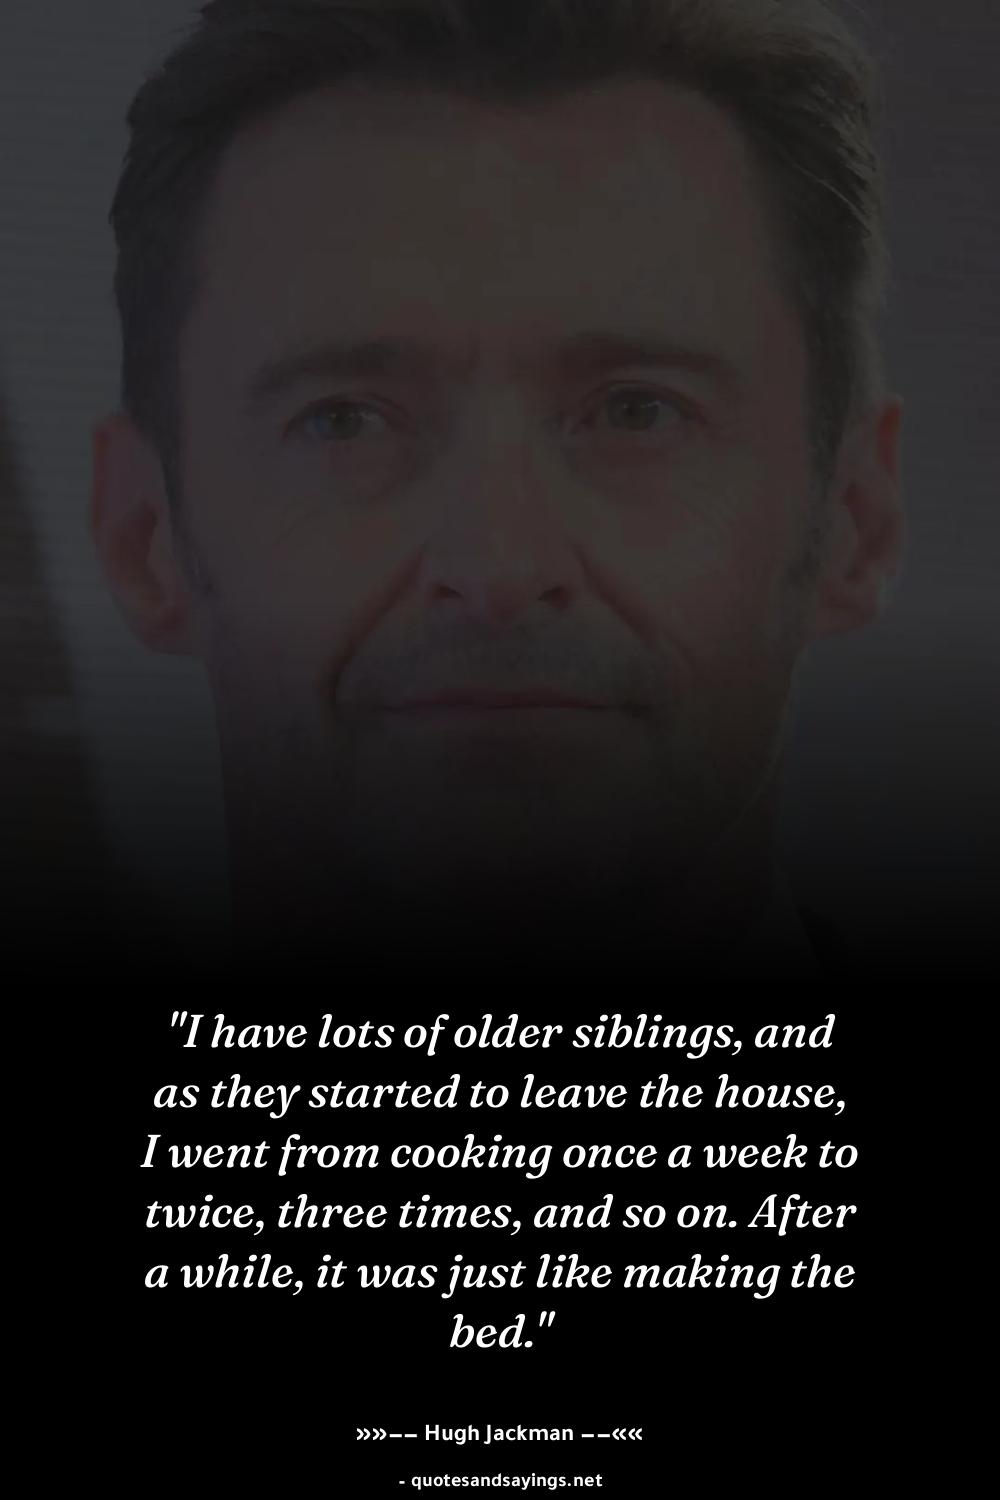 "I have lots of older siblings, and
as they started to leave the house,
I went from cooking once a week to
twice, three times, and so on. After
a while, it was just like making the
bed."
»»–– Hugh Jackman ––««
- quotesandsayings.net